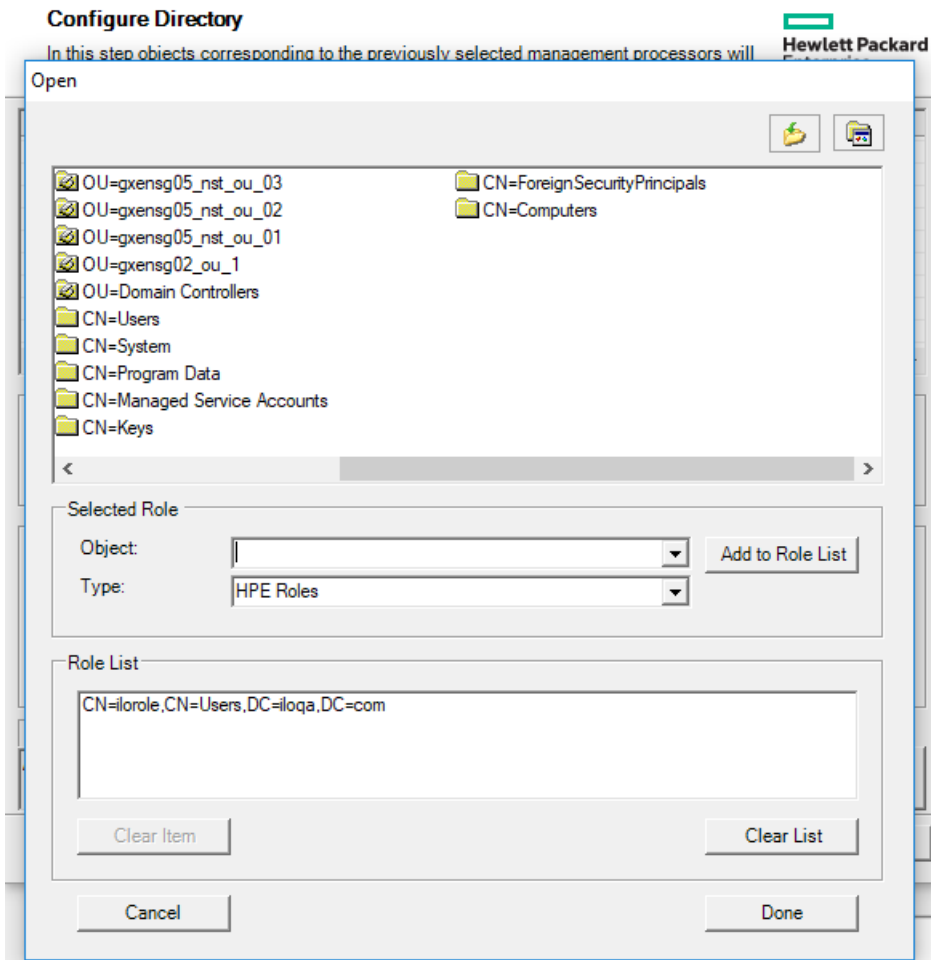 Configure Directory
In this step objects corresponding to the previously selected management processors will
Hewlett Packard
Enterprise
Open
OU=gxensg05_nst_ou_03
OU=gxensg05_nst_ou_02
OU=gxensg05_nst_ou_01
OU=gxensg02_ou_1
OU=Domain Controllers
CN=Users
CN=System
CN=Program Data
CN=Managed Service Accounts
CN=Keys
CN=ForeignSecurityPrincipals
CN=Computers
Selected Role
Object:
Add to Role List
Type:
HPE Roles
Role List
CN=ilorole,CN=Users,DC=iloqa,DC=com
Clear Item
Clear List
Cancel
Done